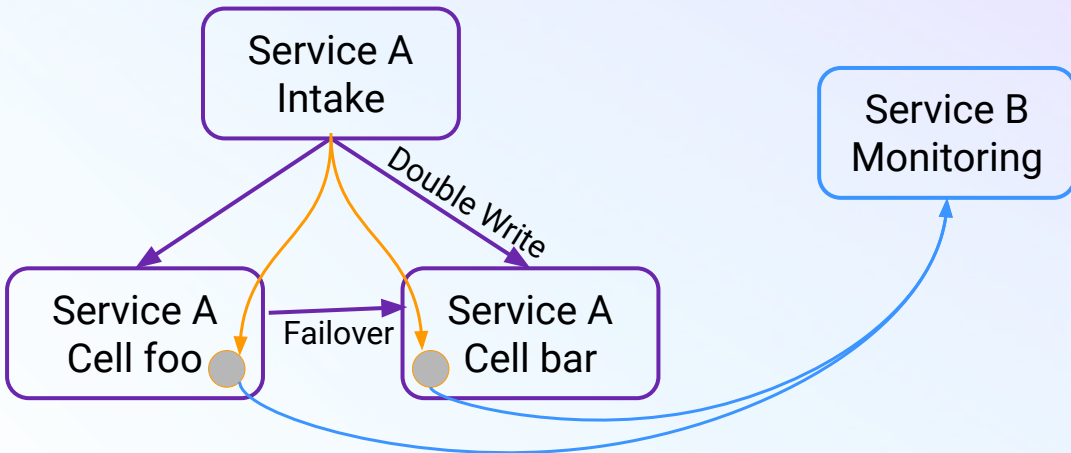 Service A
Intake
Service B
Monitoring
Double Write
Service A
Cell foo
Failover
Service A
Cell bar